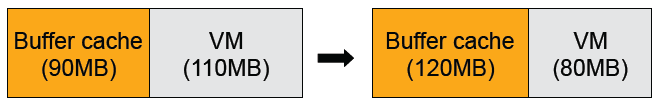 Buffer cache
(90MB)
VM
(110MB)
Buffer cache
(120MB)
VM
(80MB)